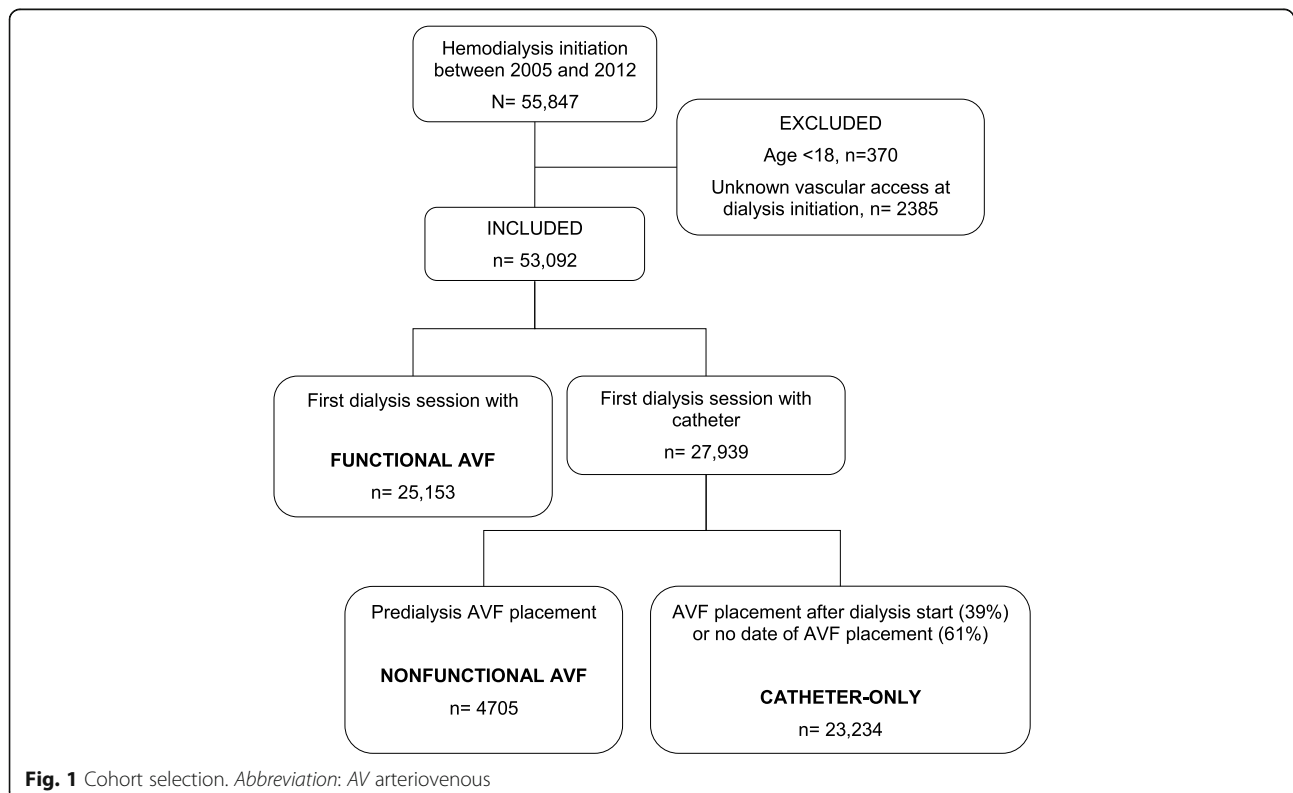 Hemodialysis initiation
between 2005 and 2012
N= 55,847
EXCLUDED
Age <18, n=370
Unknown vascular access at
dialysis initiation, n= 2385
INCLUDED
n= 53,092
First dialysis session with
FUNCTIONAL AVF
n= 25,153
First dialysis session with
catheter
n= 27,939
Predialysis AVF placement
NONFUNCTIONAL AVF
n= 4705
AVF placement after dialysis start (39%)
or no date of AVF placement (61%)
CATHETER-ONLY
n= 23,234
Fig. 1 Cohort selection. Abbreviation: AV arteriovenous